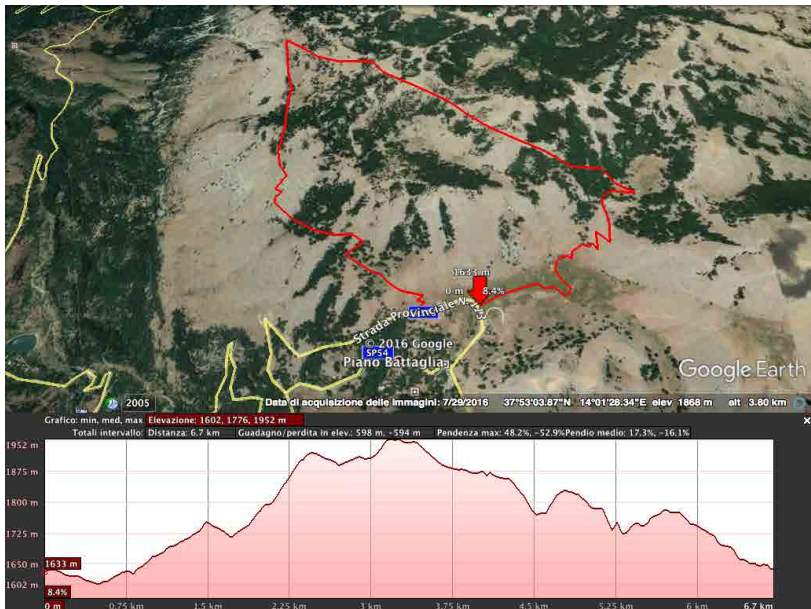 1633 m
0 m 8.4%
Strada Provinciale N.
© 2016 Google
SP54
Piano Battaglia
Google Earth
2005
Data di acquisizione delle immagini: 7/29/2016 37°53'03.87"N 14°01'28.34"E elev 1868 m alt 3.80 km
Grafico: min, med, max Elevazione: 1602, 1776, 1952 m
Totali intervallo: Distanza: 6.7 km Guadagno/perdita in elev.: 598 m, -594 m Pendenza max: 48.2%, -52.9% Pendio medio: 17.3%, -16.1%
1952 m
1875 m
1800 m
1725 m
1650 m
1633 m
1602 m
8.4%
0 m 0.75 km 1.5 km 2.25 km 3 km 3.75 km 4.5 km 5.25 km 6 km 6.7 km